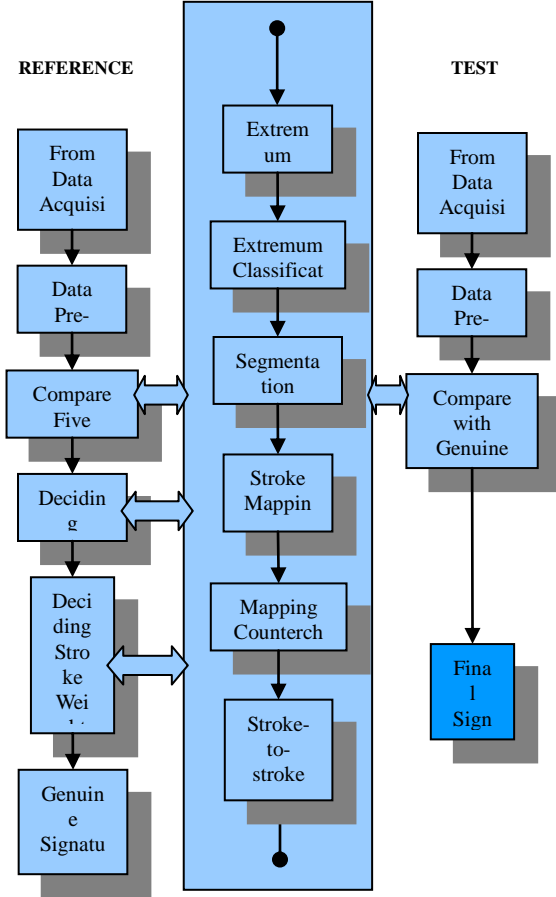 REFERENCE
From
Data
Acquisi
Data
Pre-
Compare
Five
Deciding
Deci
ding
Stro
ke
Wei
Genuin
e
Signatu
Extrem
um
Extremum
Classificat
Segmenta
tion
Stroke
Mappin
Mapping
Counterch
Stroke-
to-
stroke
TEST
From
Data
Acquisi
Data
Pre-
Compare
with
Genuine
Fina
l
Sign